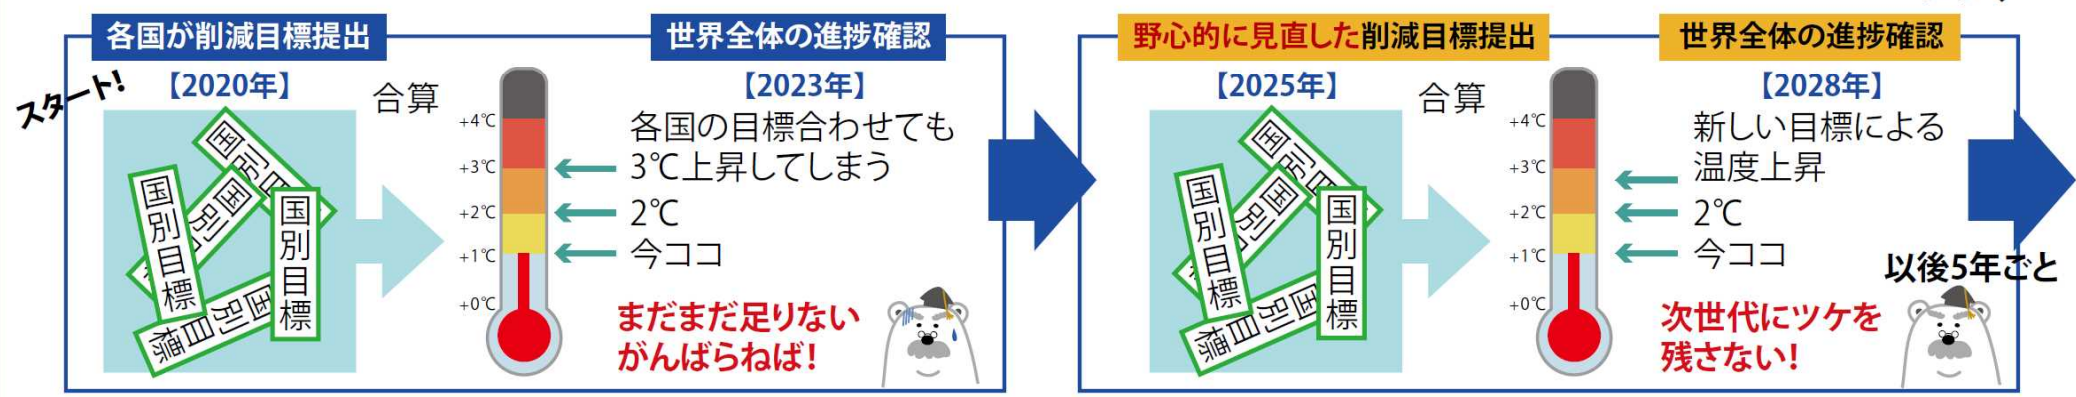 各国が削減目標提出
世界全体の進捗確認
スタート!
【2020年】
合算
国別目標
国別目
国別
国別目標
国別目標
+4℃
+3℃
+2℃
+1℃
+0℃
【2023年】
各国の目標合わせても
3℃上昇してしまう
2℃
今ココ
まだまだ足りない
がんばらねば!
野心的に見直した削減目標提出
世界全体の進捗確認
【2025年】
合算
国別目標
国別目
国別
国別目標
国別目標
+4℃
+3℃
+2℃
+1℃
+0℃
【2028年】
新しい目標による
温度上昇
2℃
今ココ
以後5年ごと
次世代にツケを
残さない!